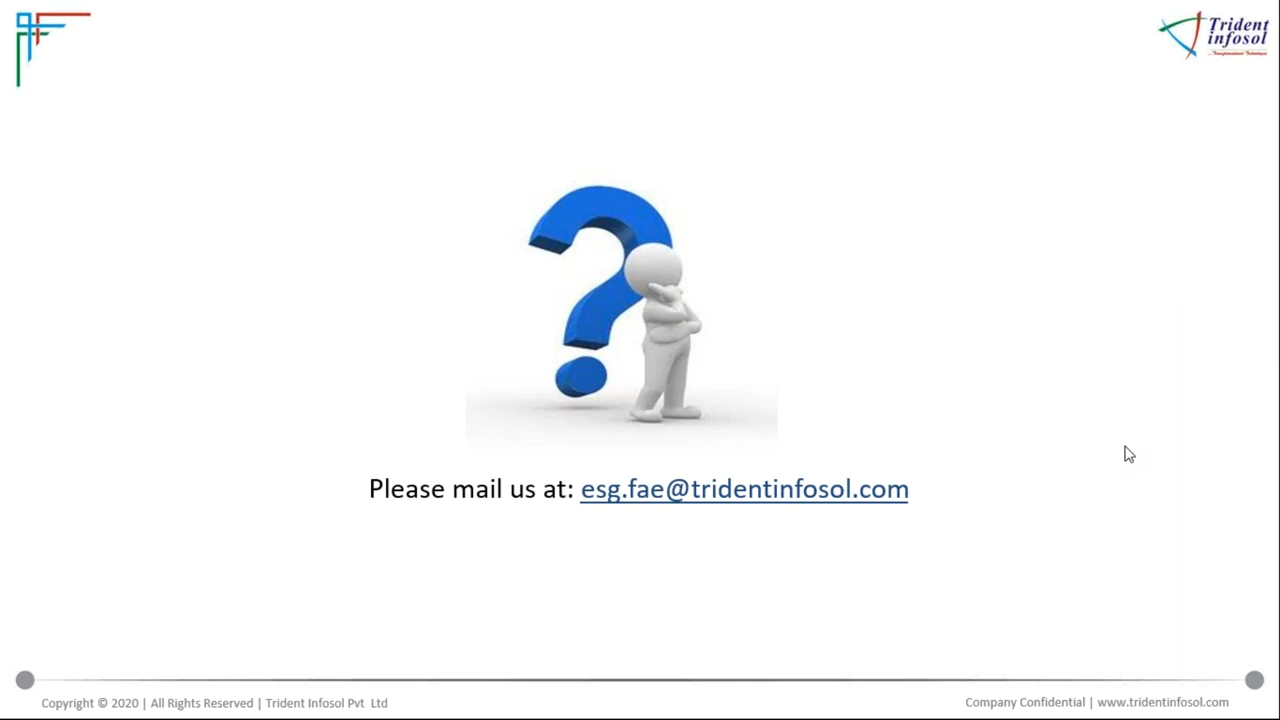 Trident
infosol
Please mail us at: esg.fae@tridentinfosol.com
Copyright © 2020 | All Rights Reserved | Trident Infosol Pvt Ltd
Company Confidential | www.tridentinfosol.com